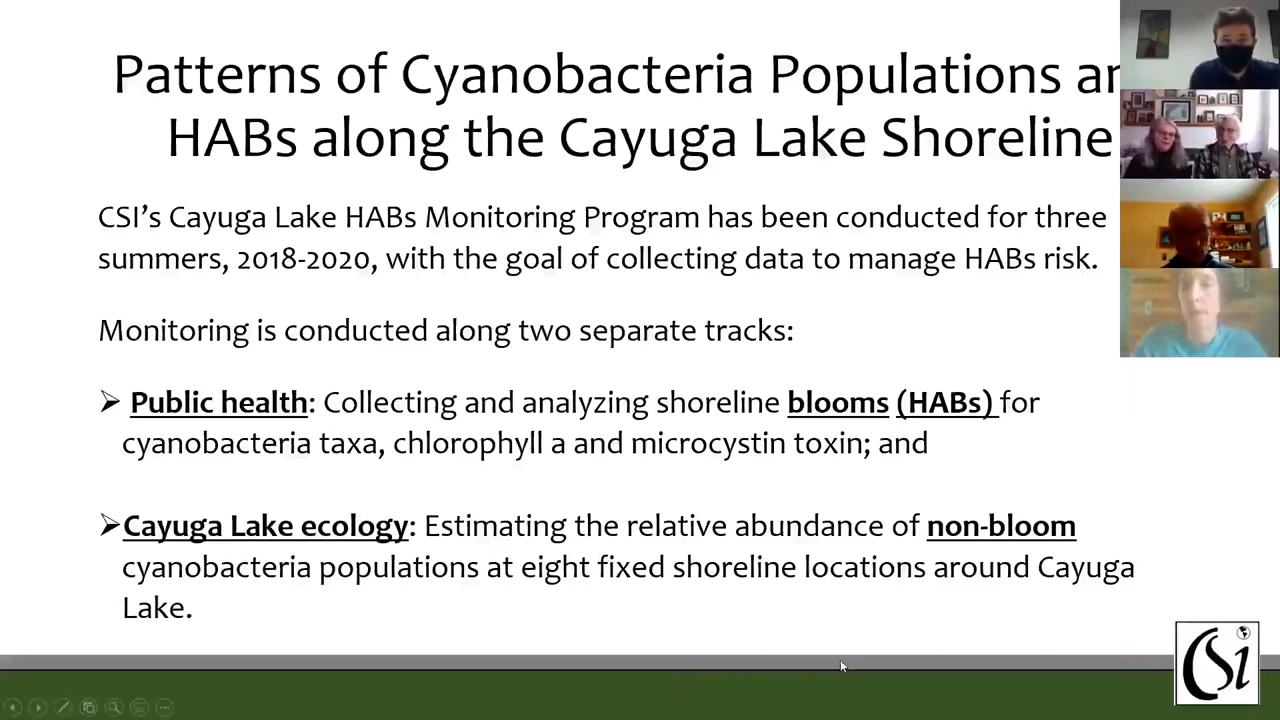 Patterns of Cyanobacteria Populations an
HABs along the Cayuga Lake Shoreline
CSI’s Cayuga Lake HABs Monitoring Program has been conducted for three
summers, 2018-2020, with the goal of collecting data to manage HABs risk.
Monitoring is conducted along two separate tracks:
➢ Public health: Collecting and analyzing shoreline blooms (HABs) for
cyanobacteria taxa, chlorophyll a and microcystin toxin; and
➢Cayuga Lake ecology: Estimating the relative abundance of non-bloom
cyanobacteria populations at eight fixed shoreline locations around Cayuga
Lake.
CSi